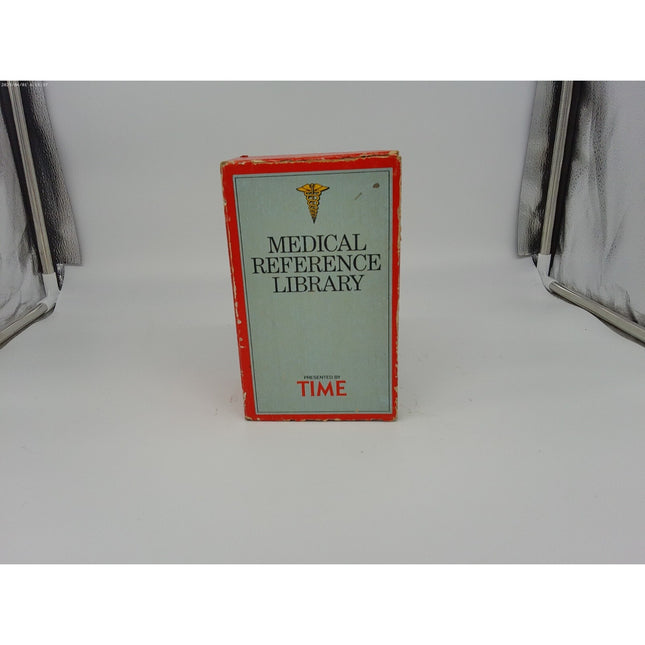 MEDICAL
REFERENCE
LIBRARY
PRESENTED BY
TIME